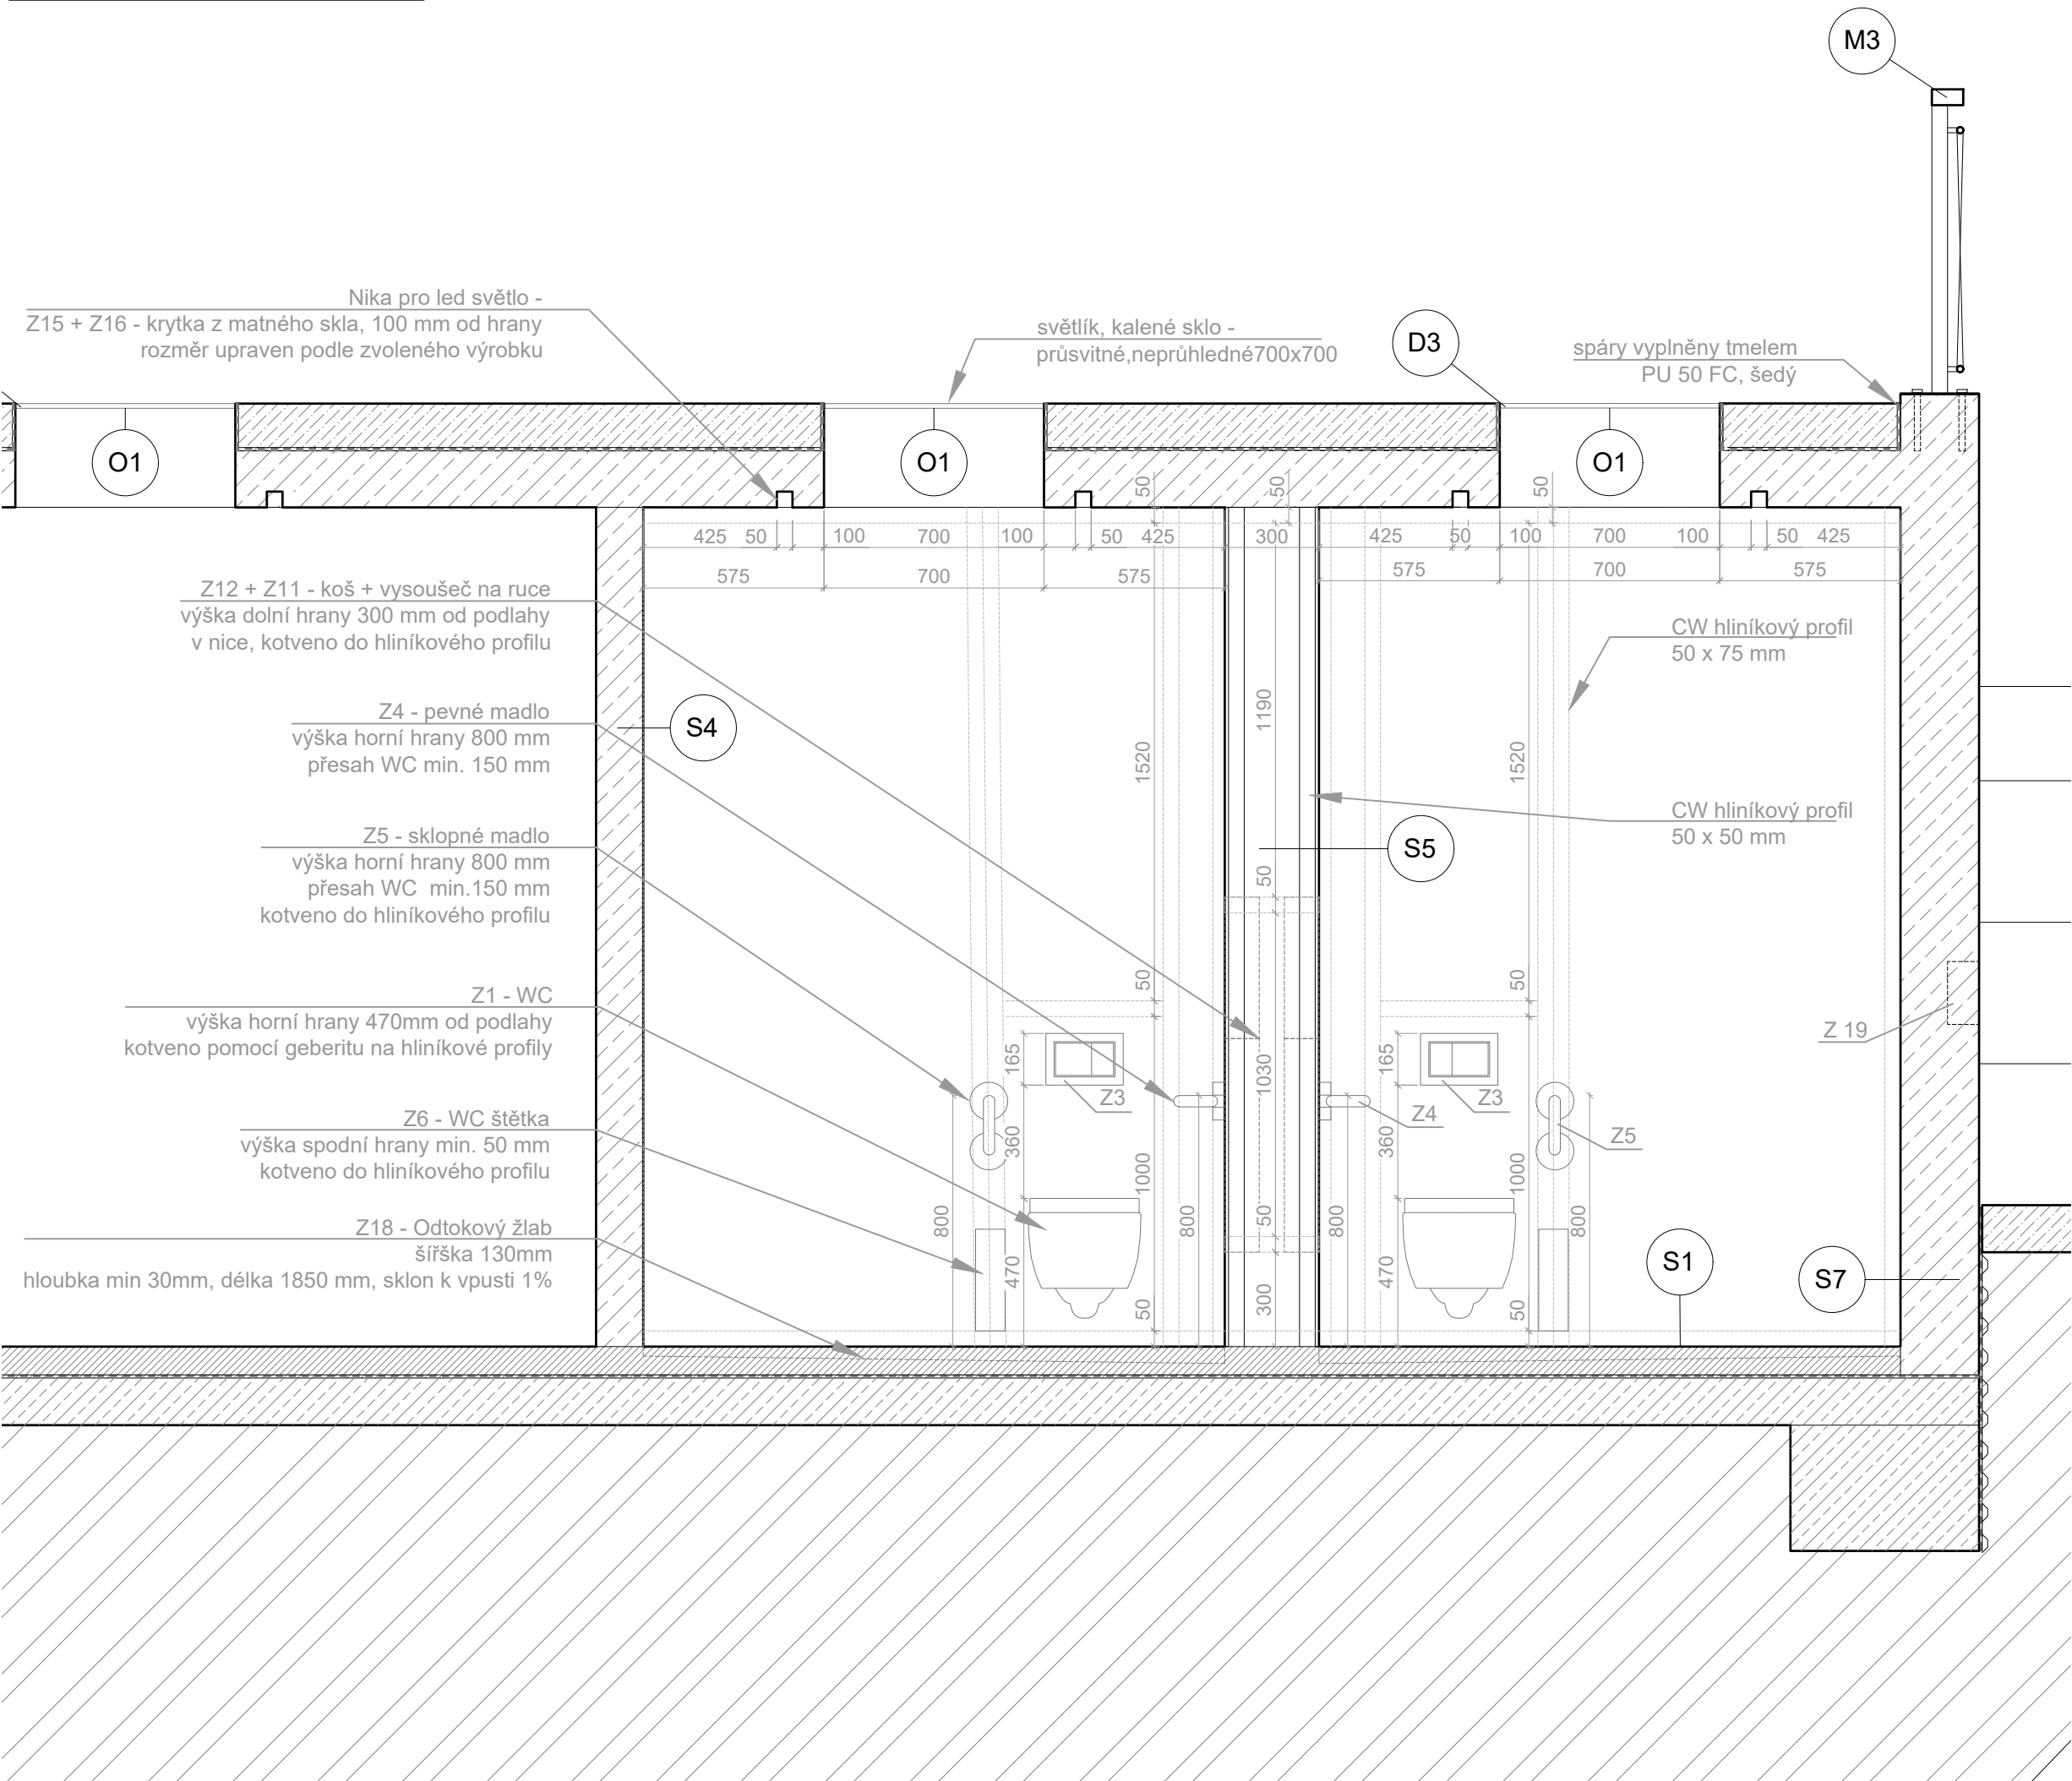 M3
Nika pro led světlo -
Z15 + Z16 - krytka z matného skla, 100 mm od hrany
rozměr upraven podle zvoleného výrobku
světlík, kalené sklo -
průsvitné,neprůhledné700x700
D3
spáry vyplněny tmelem
PU 50 FC, šedý
O1
O1
O1
50
50
50
425 50 100 700 100 50 425 300 425 50 100 700 100 50 425
575 700 575 575 700 575
Z12 + Z11 - koš + vysoušeč na ruce
výška dolní hrany 300 mm od podlahy
v nice, kotveno do hliníkového profilu
CW hliníkový profil
50 x 75 mm
Z4 - pevné madlo
výška horní hrany 800 mm
přesah WC min. 150 mm
S4
1520
1190
1520
CW hliníkový profil
50 x 50 mm
Z5 - sklopné madlo
výška horní hrany 800 mm
přesah WC min.150 mm
kotveno do hliníkového profilu
S5
50
50
50
Z1 - WC
výška horní hrany 470mm od podlahy
kotveno pomocí geberitu na hliníkové profily
Z 19
165
1030
165
Z3
Z3
Z4
Z5
Z6 - WC štětka
výška spodní hrany min. 50 mm
kotveno do hliníkového profilu
360
1000
360
1000
Z18 - Odtokový žlab
šířška 130mm
hloubka min 30mm, délka 1850 mm, sklon k vpusti 1%
800
800
50
800
800
470
50
300
470
50
S1
S7